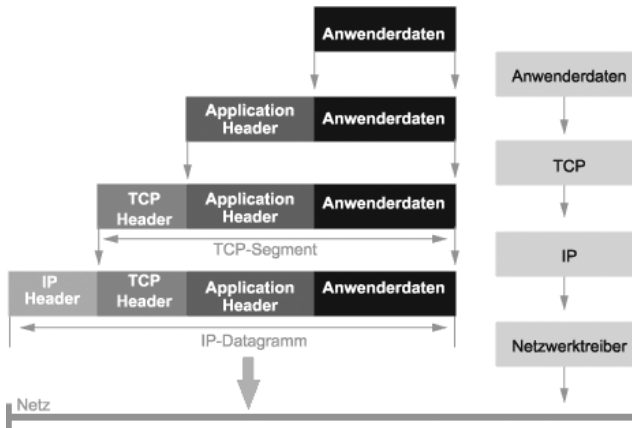 Anwenderdaten
Application
Header
Anwenderdaten
TCP
Header
Application
Header
Anwenderdaten
TCP-Segment
IP
Header
TCP
Header
Application
Header
Anwenderdaten
IP-Datagramm
Netz
Anwenderdaten
TCP
IP
Netzwerktreiber